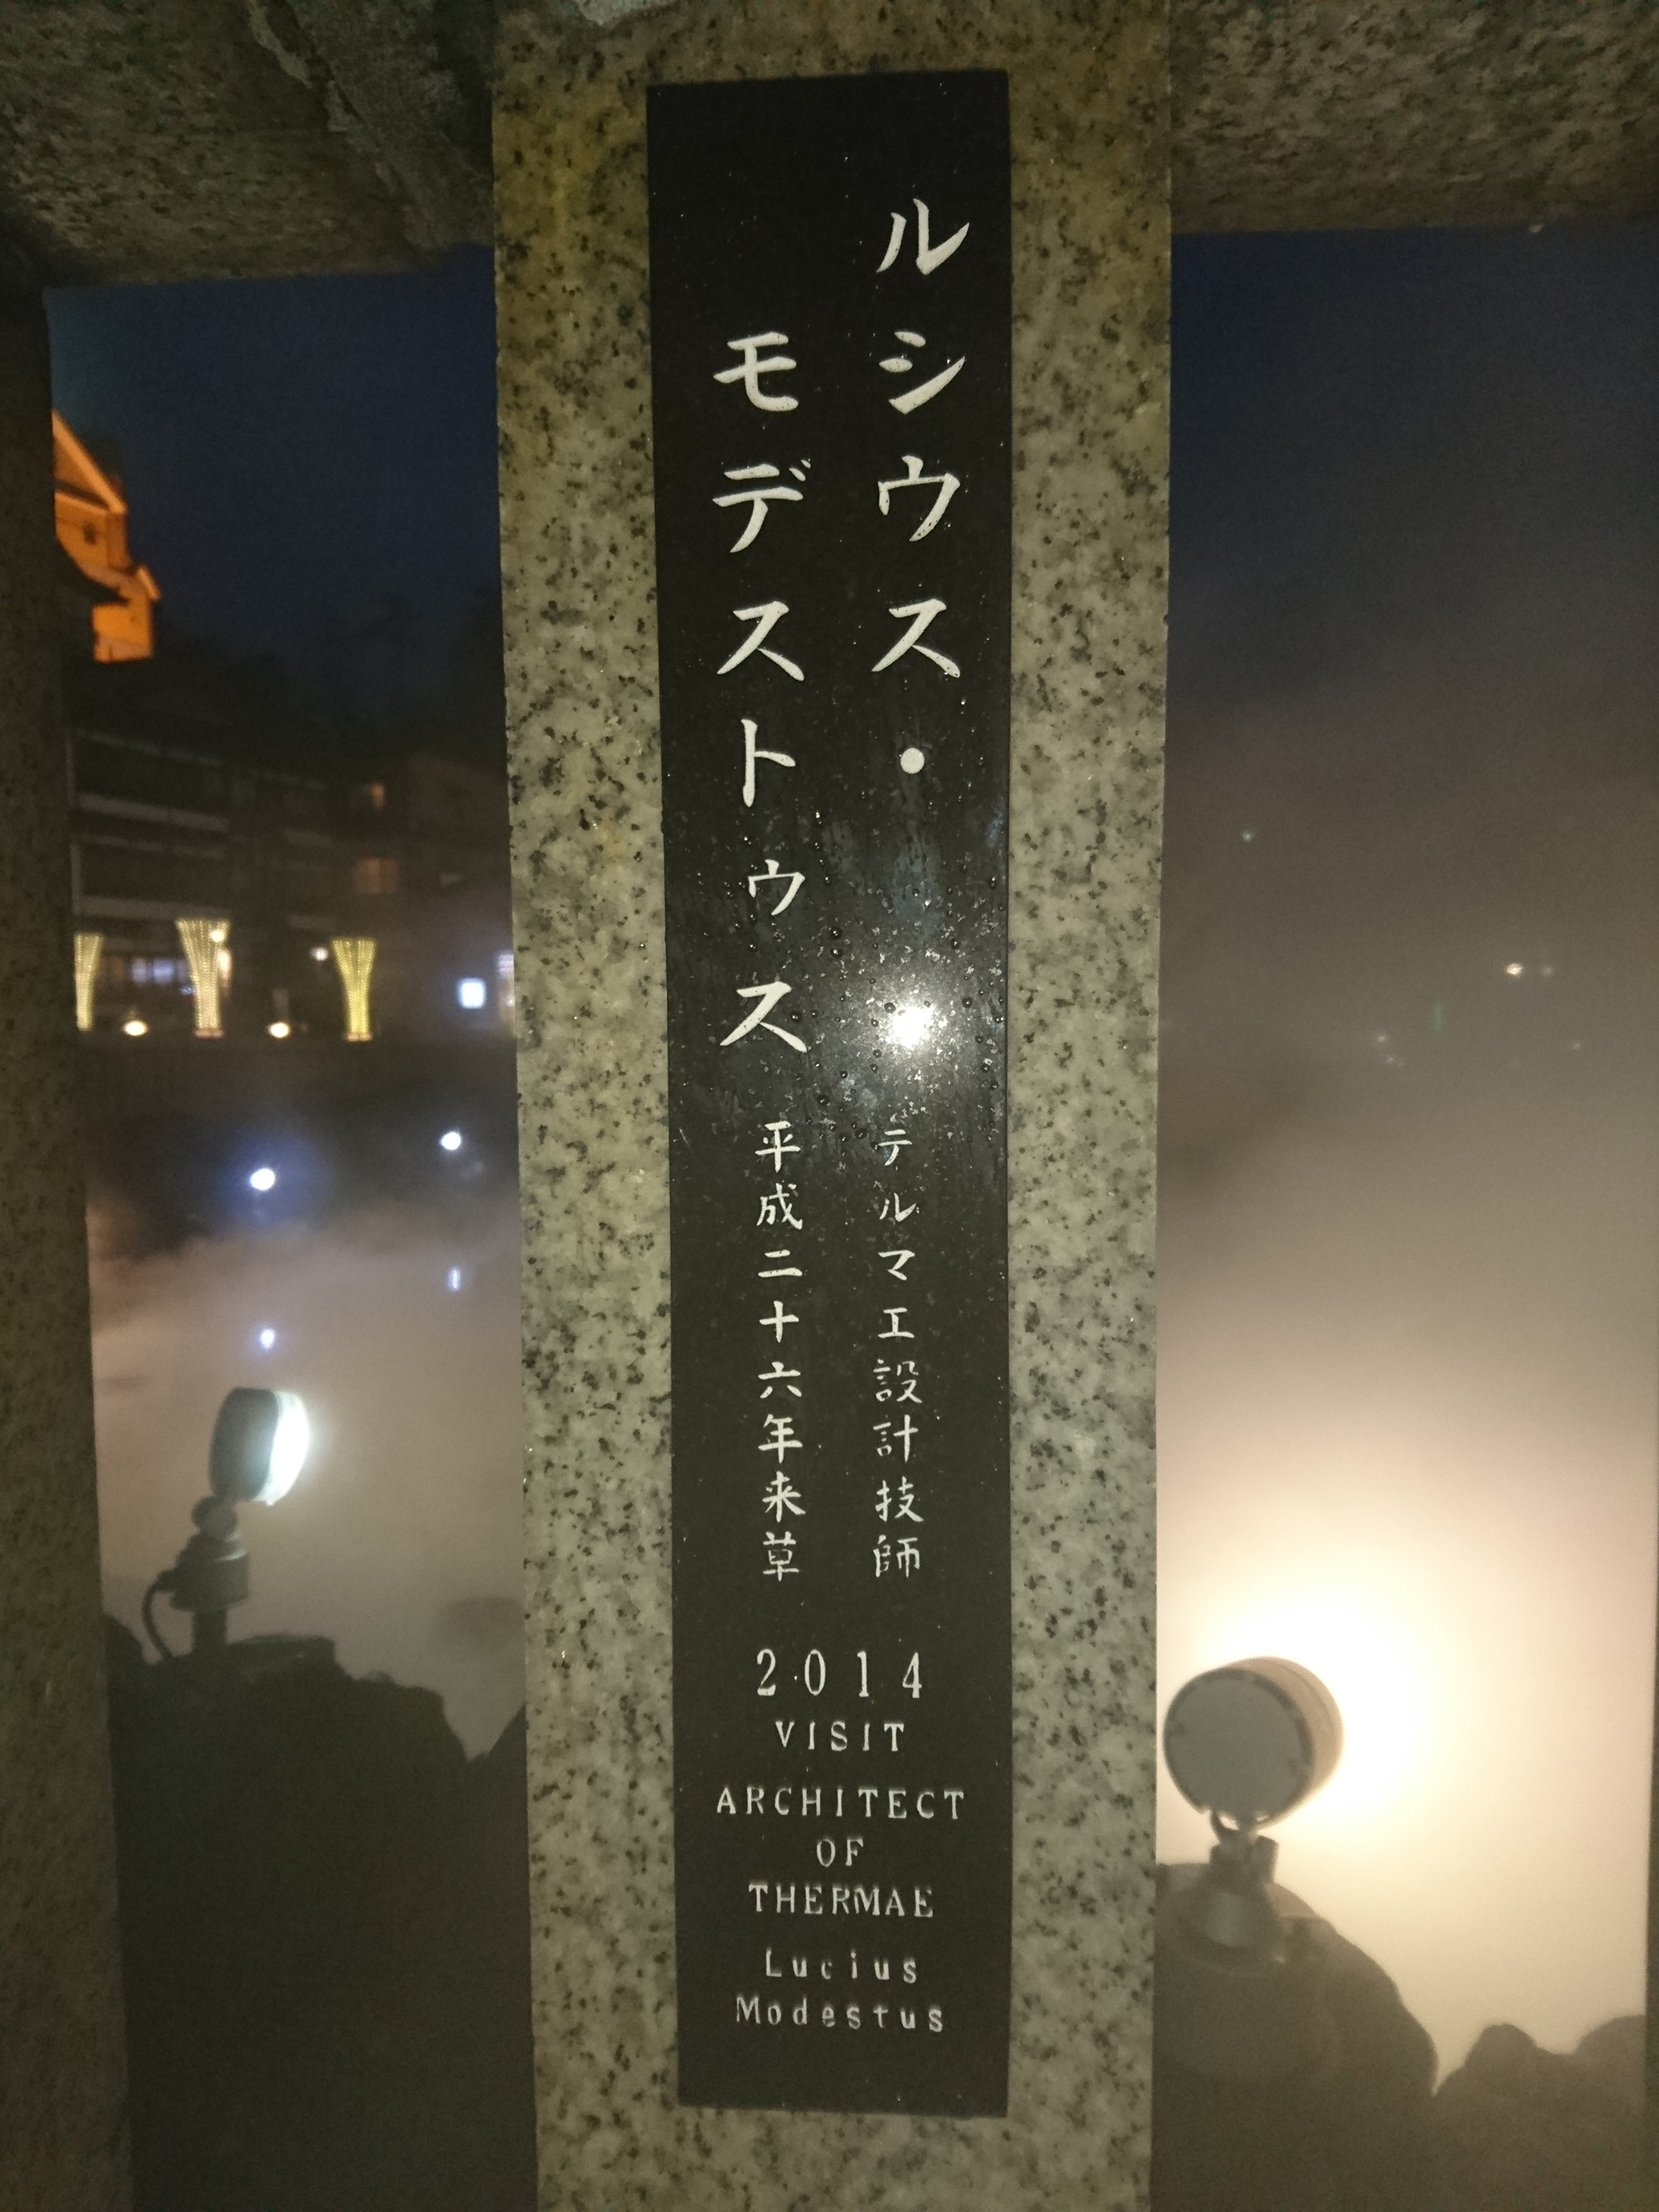 ルシウス・
モデストゥス
テルマエ設計技師
平成二十六年来草
2014
VISIT
ARCHITECT
OF
THERMAE
Lucius
Modestus